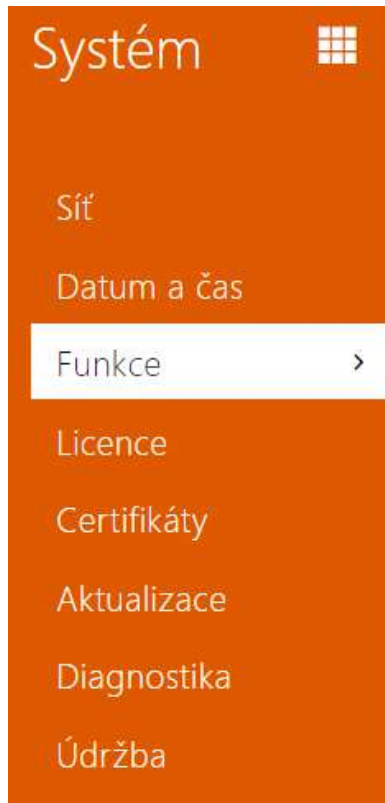 Systém
Síť
Datum a čas
Funkce
Licence
Certifikáty
Aktualizace
Diagnostika
Údržba